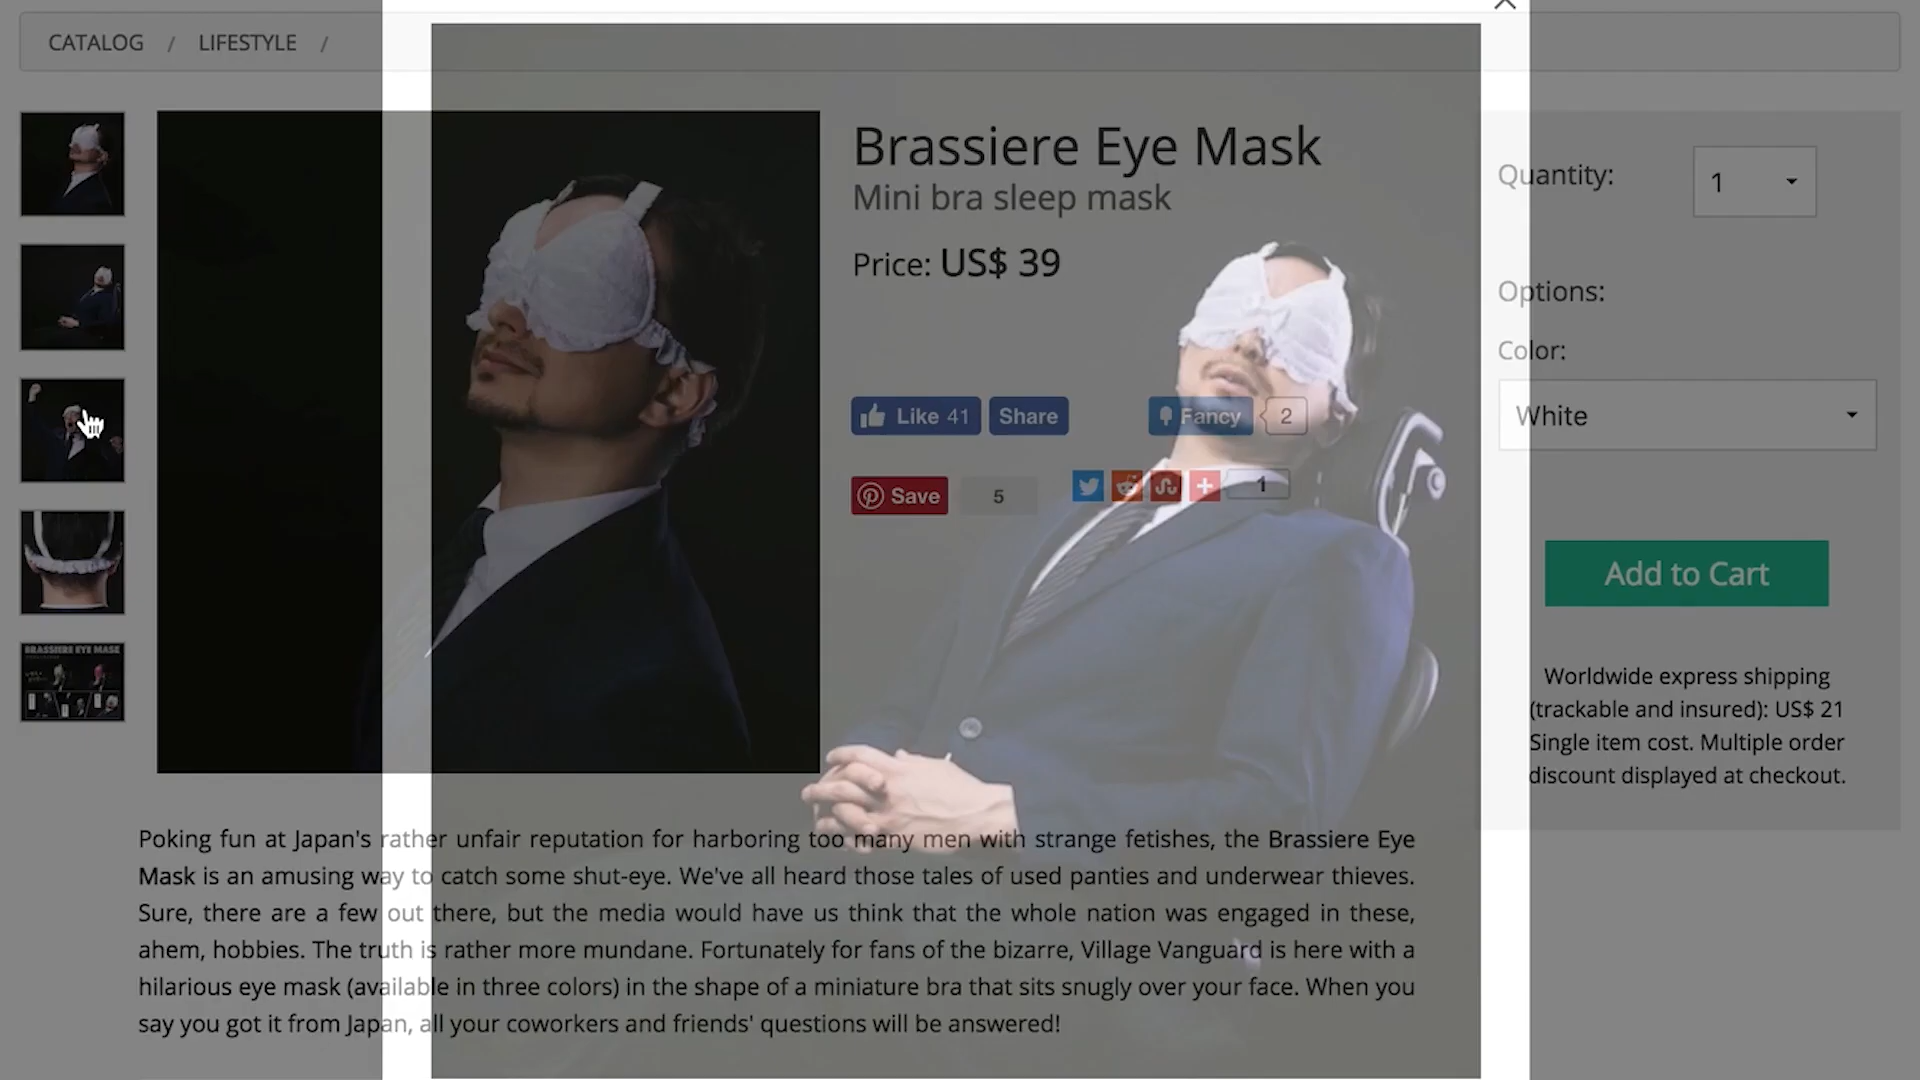 CATALOG / LIFESTYLE /
Brassiere Eye Mask
Mini bra sleep mask
Price: US$ 39
Like 41 Share
Fancy 2
Save 5
1
Quantity: 1
Options:
Color:
White
Add to Cart
Worldwide express shipping
(trackable and insured): US$ 21
Single item cost. Multiple order
discount displayed at checkout.
BRASSIERE EYE MASK
Poking fun at Japan's rather unfair reputation for harboring too many men with strange fetishes, the Brassiere Eye
Mask is an amusing way to catch some shut-eye. We've all heard those tales of used panties and underwear thieves.
Sure, there are a few out there, but the media would have us think that the whole nation was engaged in these,
ahem, hobbies. The truth is rather more mundane. Fortunately for fans of the bizarre, Village Vanguard is here with a
hilarious eye mask (available in three colors) in the shape of a miniature bra that sits snugly over your face. When you
say you got it from Japan, all your coworkers and friends' questions will be answered!